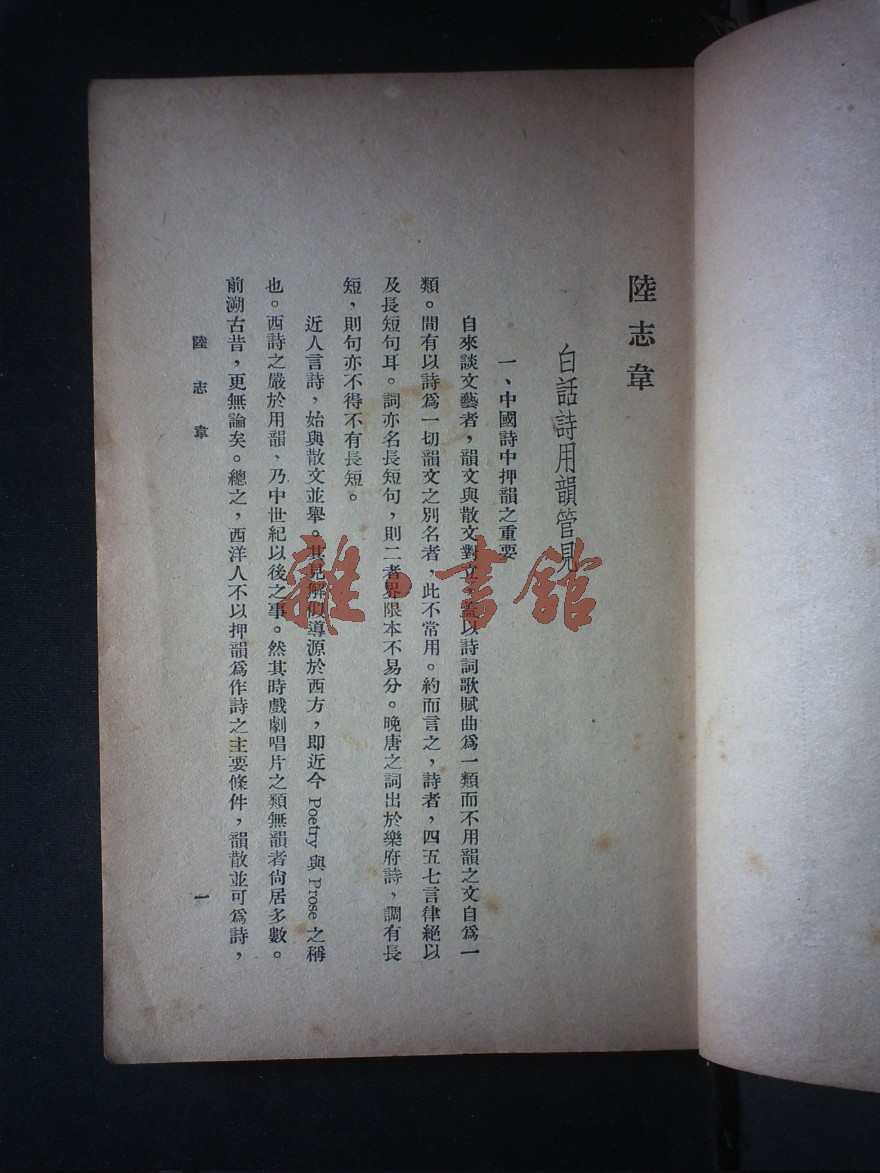 陸志韋
白話詩用韻管見
一、中國詩中押韻之重要
自來談文藝者，韻文與散文對立，蓋以詩詞歌賦曲爲一類而不用韻之文自爲一
類。間有以詩爲一切韻文之別名者，此不常用。約而言之，詩者，四五七言律絕以
及長短句耳。詞亦名長短句，則二者界限本不易分。晚唐之詞出於樂府詩，調有長
短，則句亦不得不有長短。
近人言詩，始與散文並舉。其見解似導源於西方，即近今 Poetry 與 Prose 之稱
也。西詩之嚴於用韻，乃中世紀以後之事。然其時戲劇唱片之類無韻者尙居多數。
前溯古昔，更無論矣。總之，西洋人不以押韻爲作詩之主要條件，韻散並可爲詩，
陸志韋
一
雜·書館